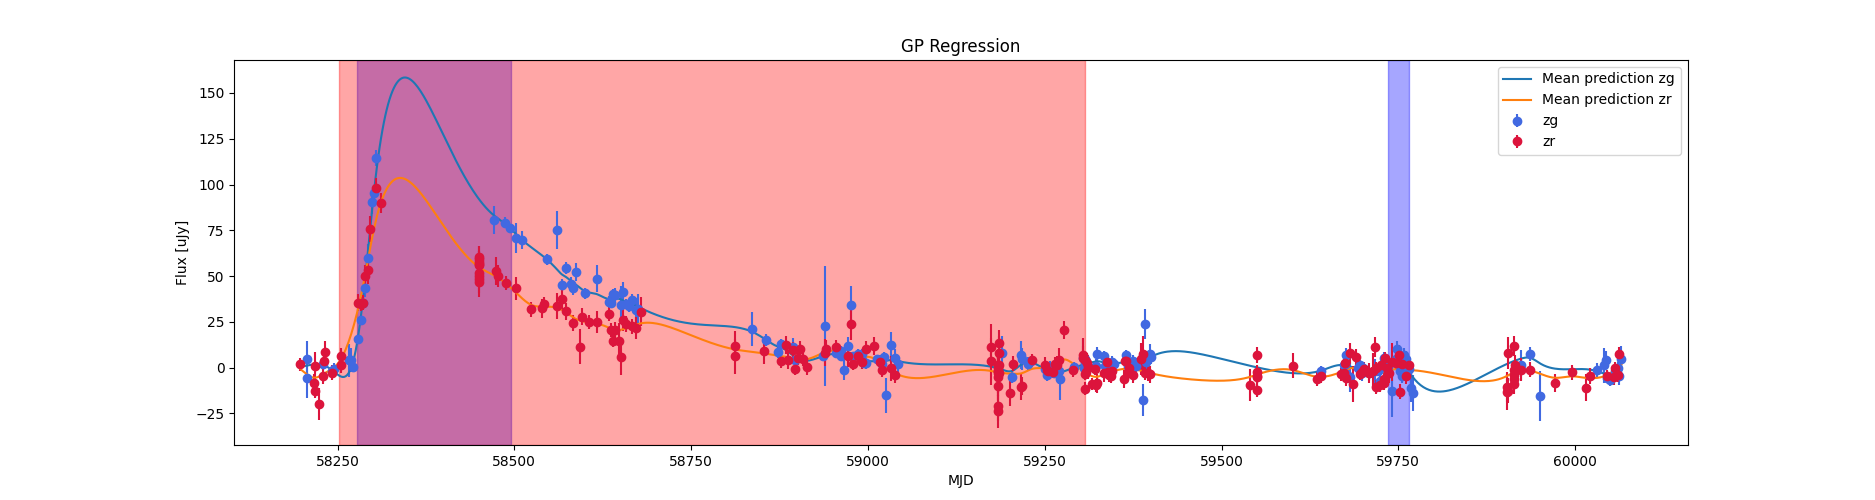 GP Regression
Flux [uJy]
150
125
100
75
50
25
0
−25
58250 58500 58750 59000 59250 59500 59750 60000
MJD
Mean prediction zg
Mean prediction zr
zg
zr